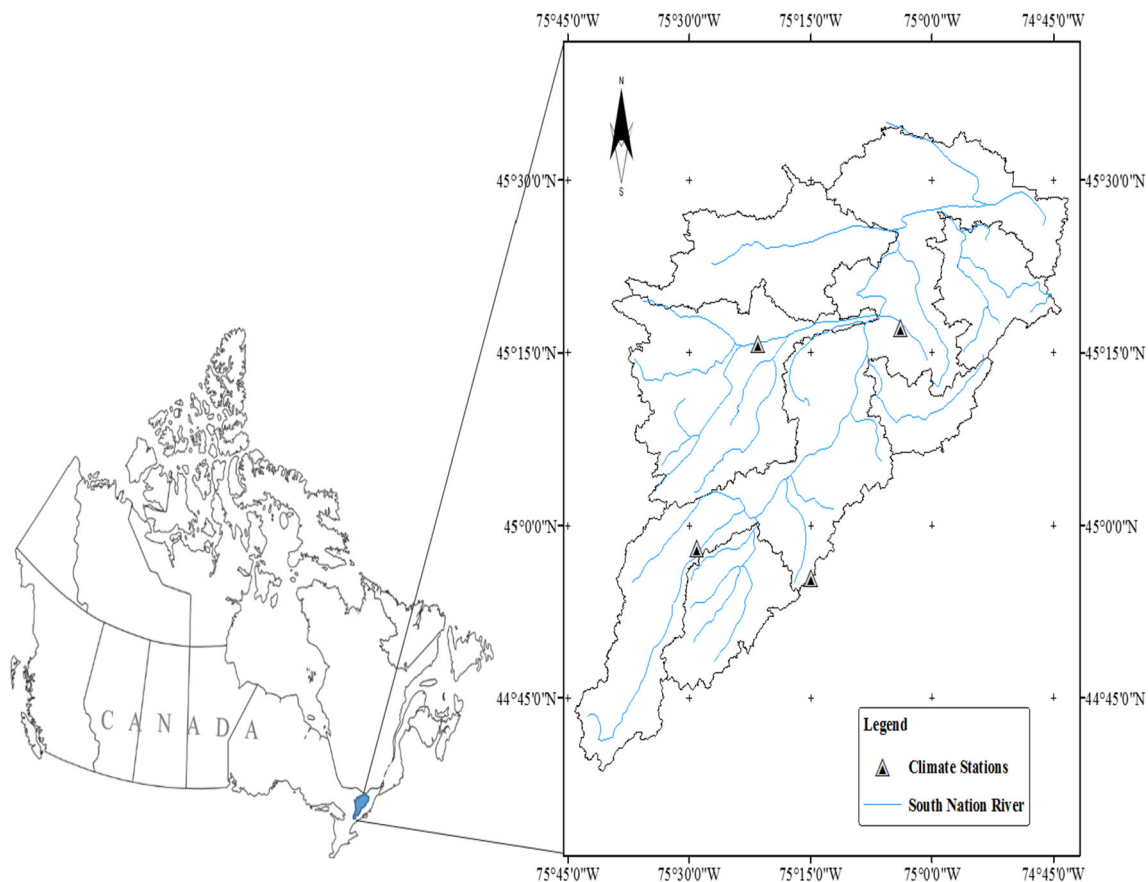 75°45'0"W 75°30'0"W 75°15'0"W 75°0'0"W 74°45'0"W
N
S
45°30'0"N 45°30'0"N
45°15'0"N 45°15'0"N
45°0'0"N 45°0'0"N
44°45'0"N 44°45'0"N
CANADA
Legend
Climate Stations
South Nation River
75°45'0"W 75°30'0"W 75°15'0"W 75°0'0"W 74°45'0"W